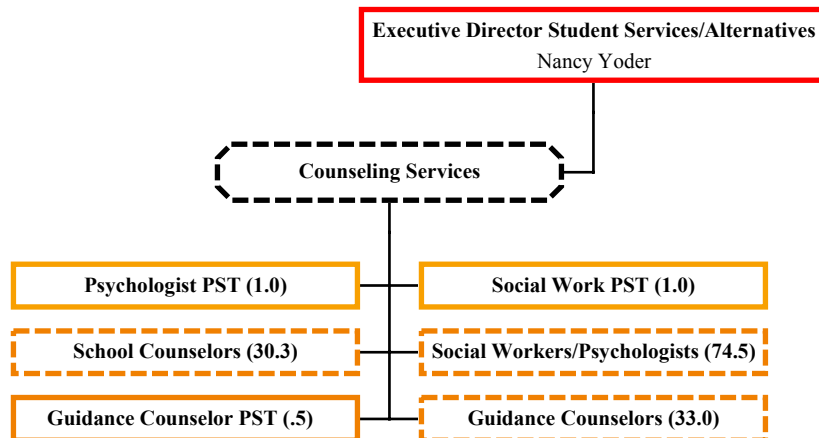 Executive Director Student Services/Alternatives
Nancy Yoder
Counseling Services
Psychologist PST (1.0)
Social Work PST (1.0)
School Counselors (30.3)
Social Workers/Psychologists (74.5)
Guidance Counselor PST (.5)
Guidance Counselors (33.0)